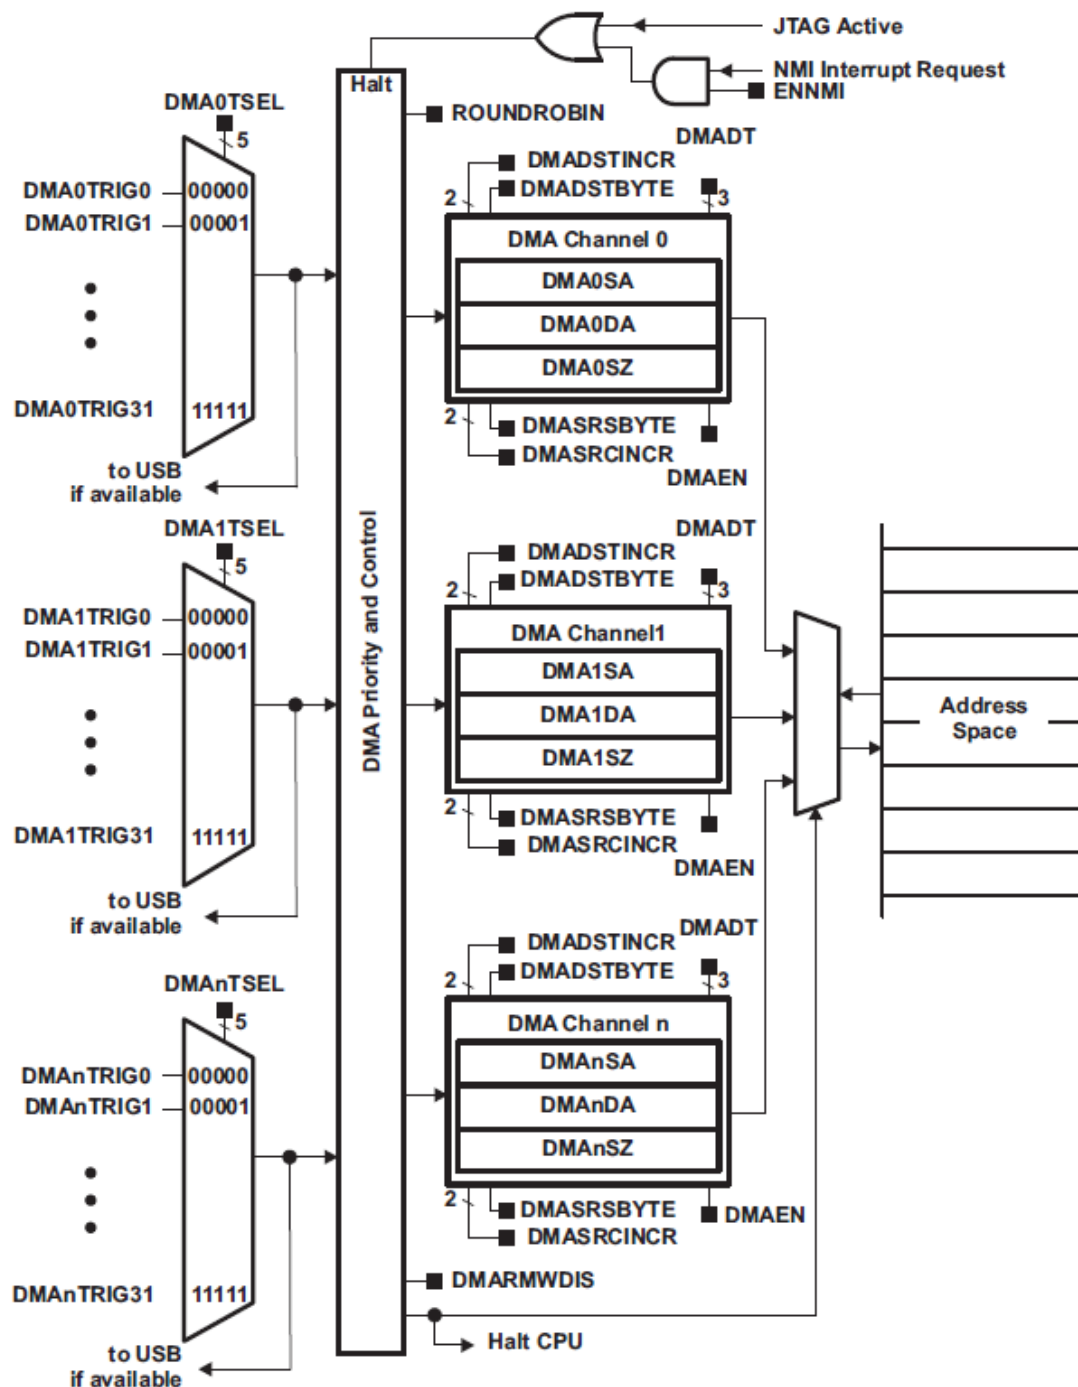 JTAG Active
NMI Interrupt Request
ENNMI
Halt
ROUNDROBIN
DMA0TSEL
5
DMA0TRIG0
00000
DMA0TRIG1
00001
DMA0TRIG31
11111
to USB
if available
DMADT
DMADSTINCR
DMADSTBYTE
2
3
DMA Channel 0
DMA0SA
DMA0DA
DMA0SZ
2
DMASRSBYTE
DMASRCINCR
DMAEN
DMA Priority and Control
DMA1TSEL
5
DMA1TRIG0
00000
DMA1TRIG1
00001
DMA1TRIG31
11111
to USB
if available
DMADT
DMADSTINCR
DMADSTBYTE
2
3
DMA Channel1
DMA1SA
DMA1DA
DMA1SZ
2
DMASRSBYTE
DMASRCINCR
DMAEN
Address
Space
DMAnTSEL
5
DMAnTRIG0
00000
DMAnTRIG1
00001
DMAnTRIG31
11111
to USB
if available
DMADT
DMADSTINCR
DMADSTBYTE
2
3
DMA Channel n
DMAnSA
DMAnDA
DMAnSZ
2
DMASRSBYTE
DMASRCINCR
DMAEN
DMARMWDIS
Halt CPU